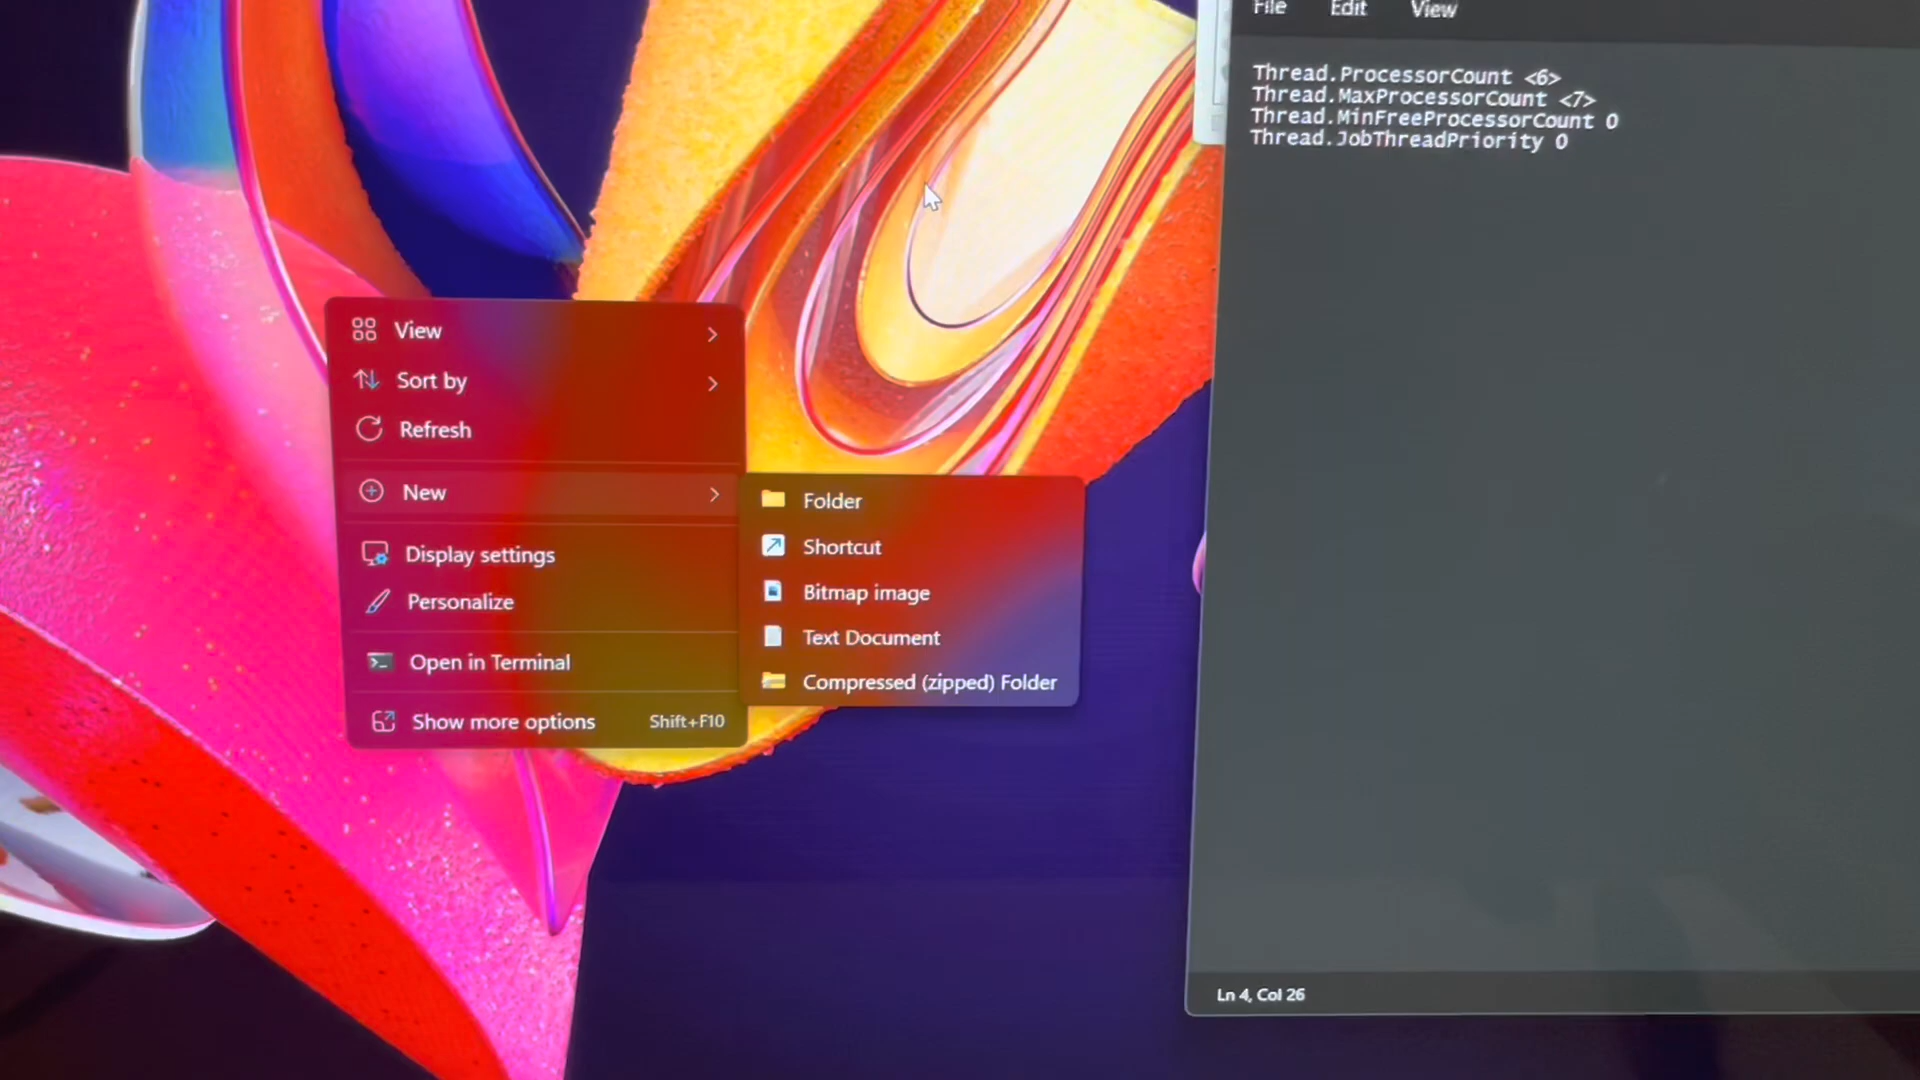 File Edit View
Thread.ProcessorCount <6>
Thread.MaxProcessorCount <7>
Thread.MinFreeProcessorCount 0
Thread.JobThreadPriority 0
View
Sort by
Refresh
New
Display settings
Personalize
Open in Terminal
Show more options Shift+F10
Folder
Shortcut
Bitmap image
Text Document
Compressed (zipped) Folder
Ln 4, Col 26